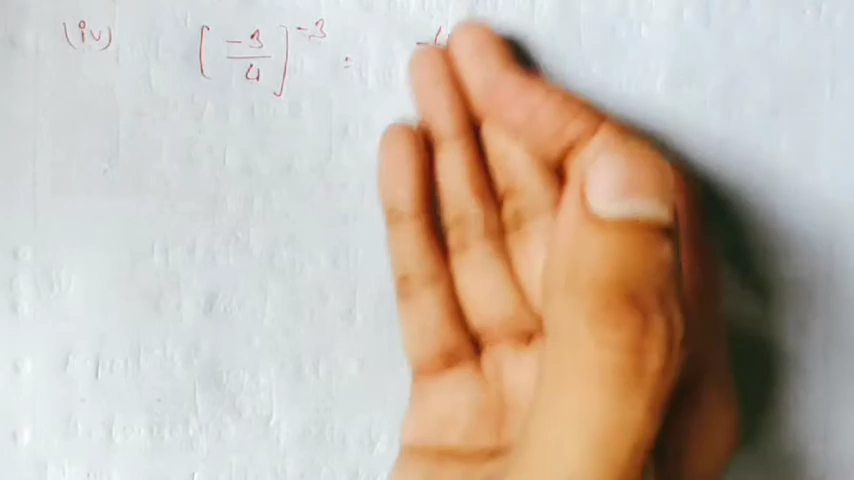 (iv) [-3/4]^-3 =